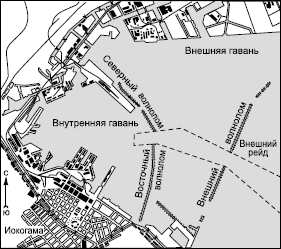 Внешняя гавань
Северный
волнолом
Внутренняя гавань
волнолом
Внешний
рейд
Восточный
волнолом
Внешний
С
Ю
Иокогама